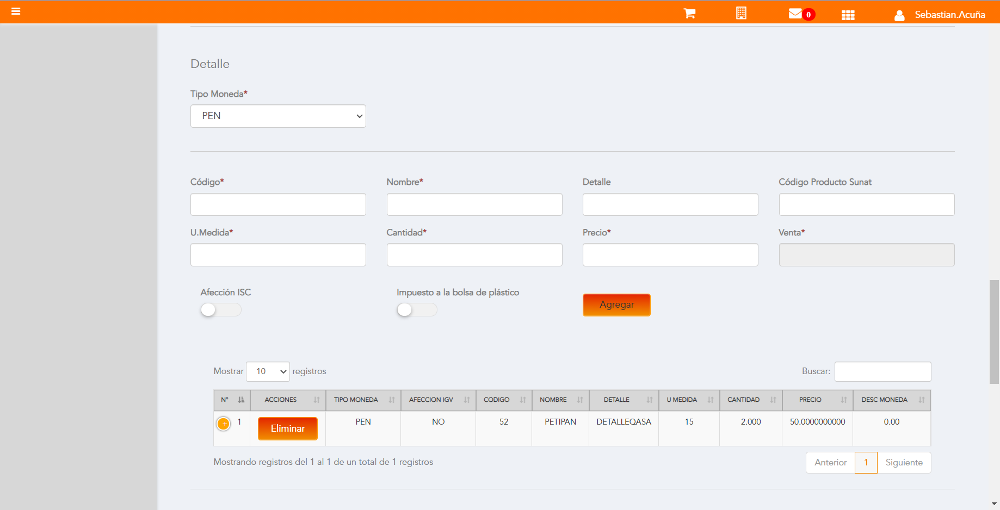 0 Sebastian.Acuña
Detalle
Tipo Moneda*
PEN
Código* Nombre* Detalle Código Producto Sunat
U.Medida* Cantidad* Precio* Venta*
Afección ISC Impuesto a la bolsa de plástico
Agregar
Mostrar 10 registros Buscar:
N° ACCIONES TIPO MONEDA AFECCION IGV CODIGO NOMBRE DETALLE U MEDIDA CANTIDAD PRECIO DESC MONEDA
1 Eliminar PEN NO 52 PETIPAN DETALLEQASA 15 2.000 50.0000000000 0.00
Mostrando registros del 1 al 1 de un total de 1 registros
Anterior 1 Siguiente